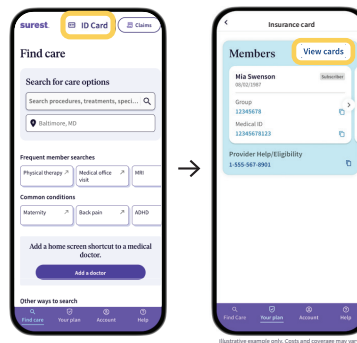 surest.
ID Card
Claims
Find care
Search for care options
Search procedures, treatments, speci...
Baltimore, MD
Frequent member searches
Physical therapy
Medical office visit
MRI
Common conditions
Maternity
Back pain
ADHD
Add a home screen shortcut to a medical
doctor.
Add a doctor
Other ways to search
Find care
Your plan
Account
Help
Insurance card
Members
View cards
Mia Swenson
Subscriber
08/02/1987
Group
12345678
Medical ID
12345678123
Provider Help/Eligibility
1-555-567-8901
Find Care
Your plan
Account
Help
Illustrative example only. Costs and coverage may vary